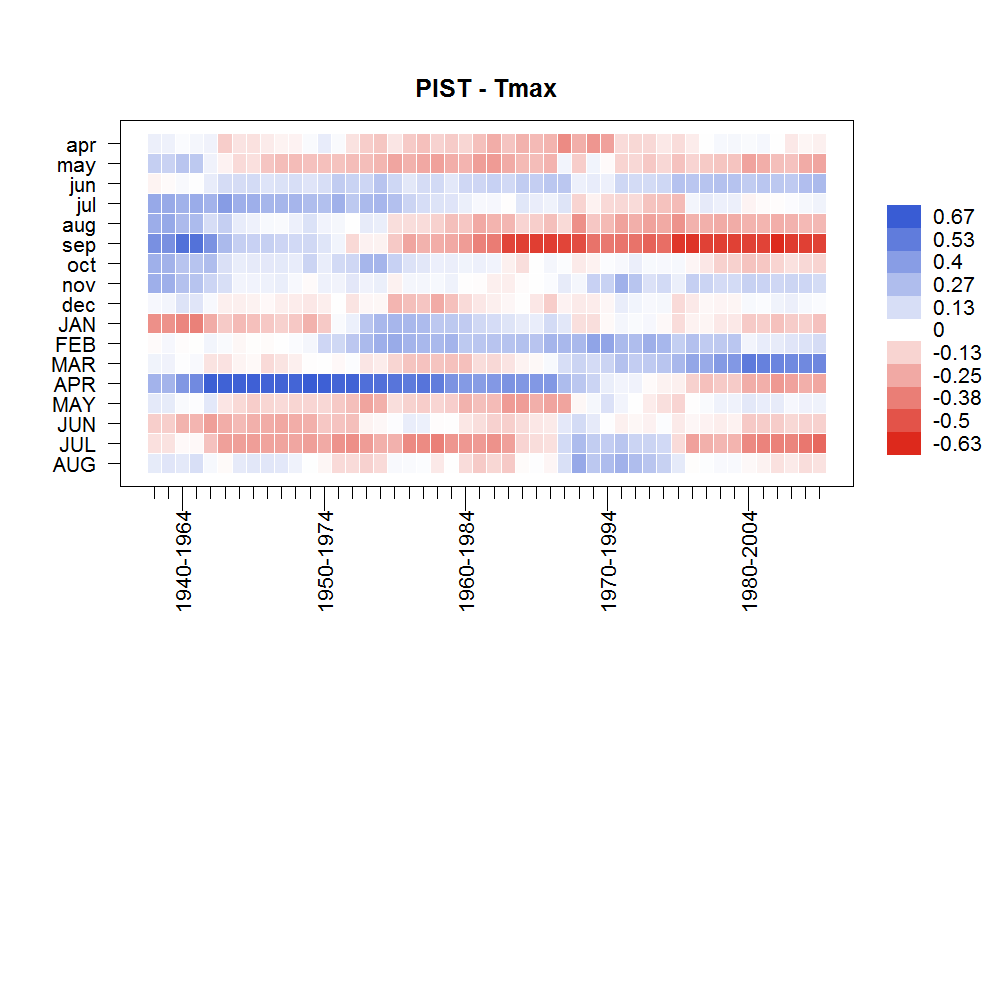 PIST - Tmax
apr
may
jun
jul
aug
sep
oct
nov
dec
JAN
FEB
MAR
APR
MAY
JUN
JUL
AUG
1940-1964
1950-1974
1960-1984
1970-1994
1980-2004
0.67
0.53
0.4
0.27
0.13
0
-0.13
-0.25
-0.38
-0.5
-0.63